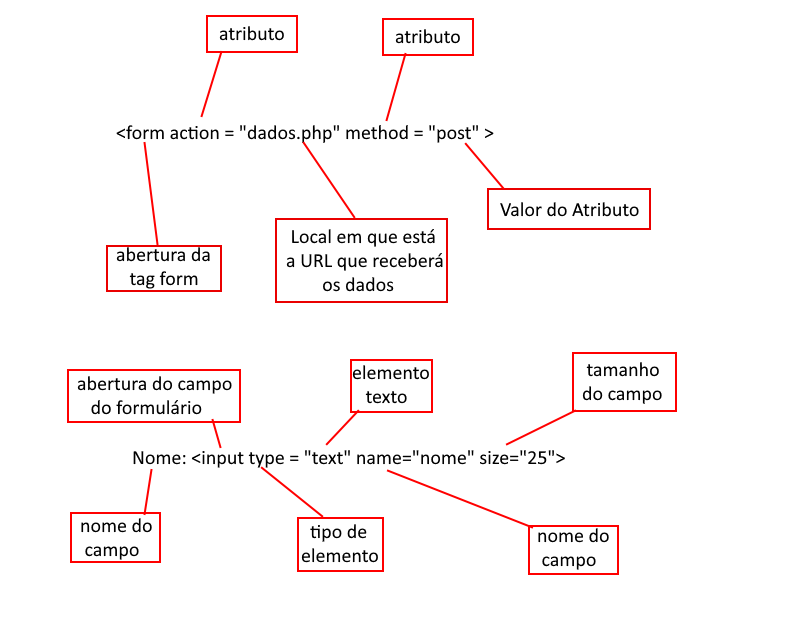 atributo
atributo
<form action = "dados.php" method = "post" >
Valor do Atributo
Local em que está
a URL que receberá
os dados
abertura da
tag form
abertura do campo
do formulário
elemento
texto
tamanho
do campo
Nome: <input type = "text" name="nome" size="25">
nome do
campo
tipo de
elemento
nome do
campo